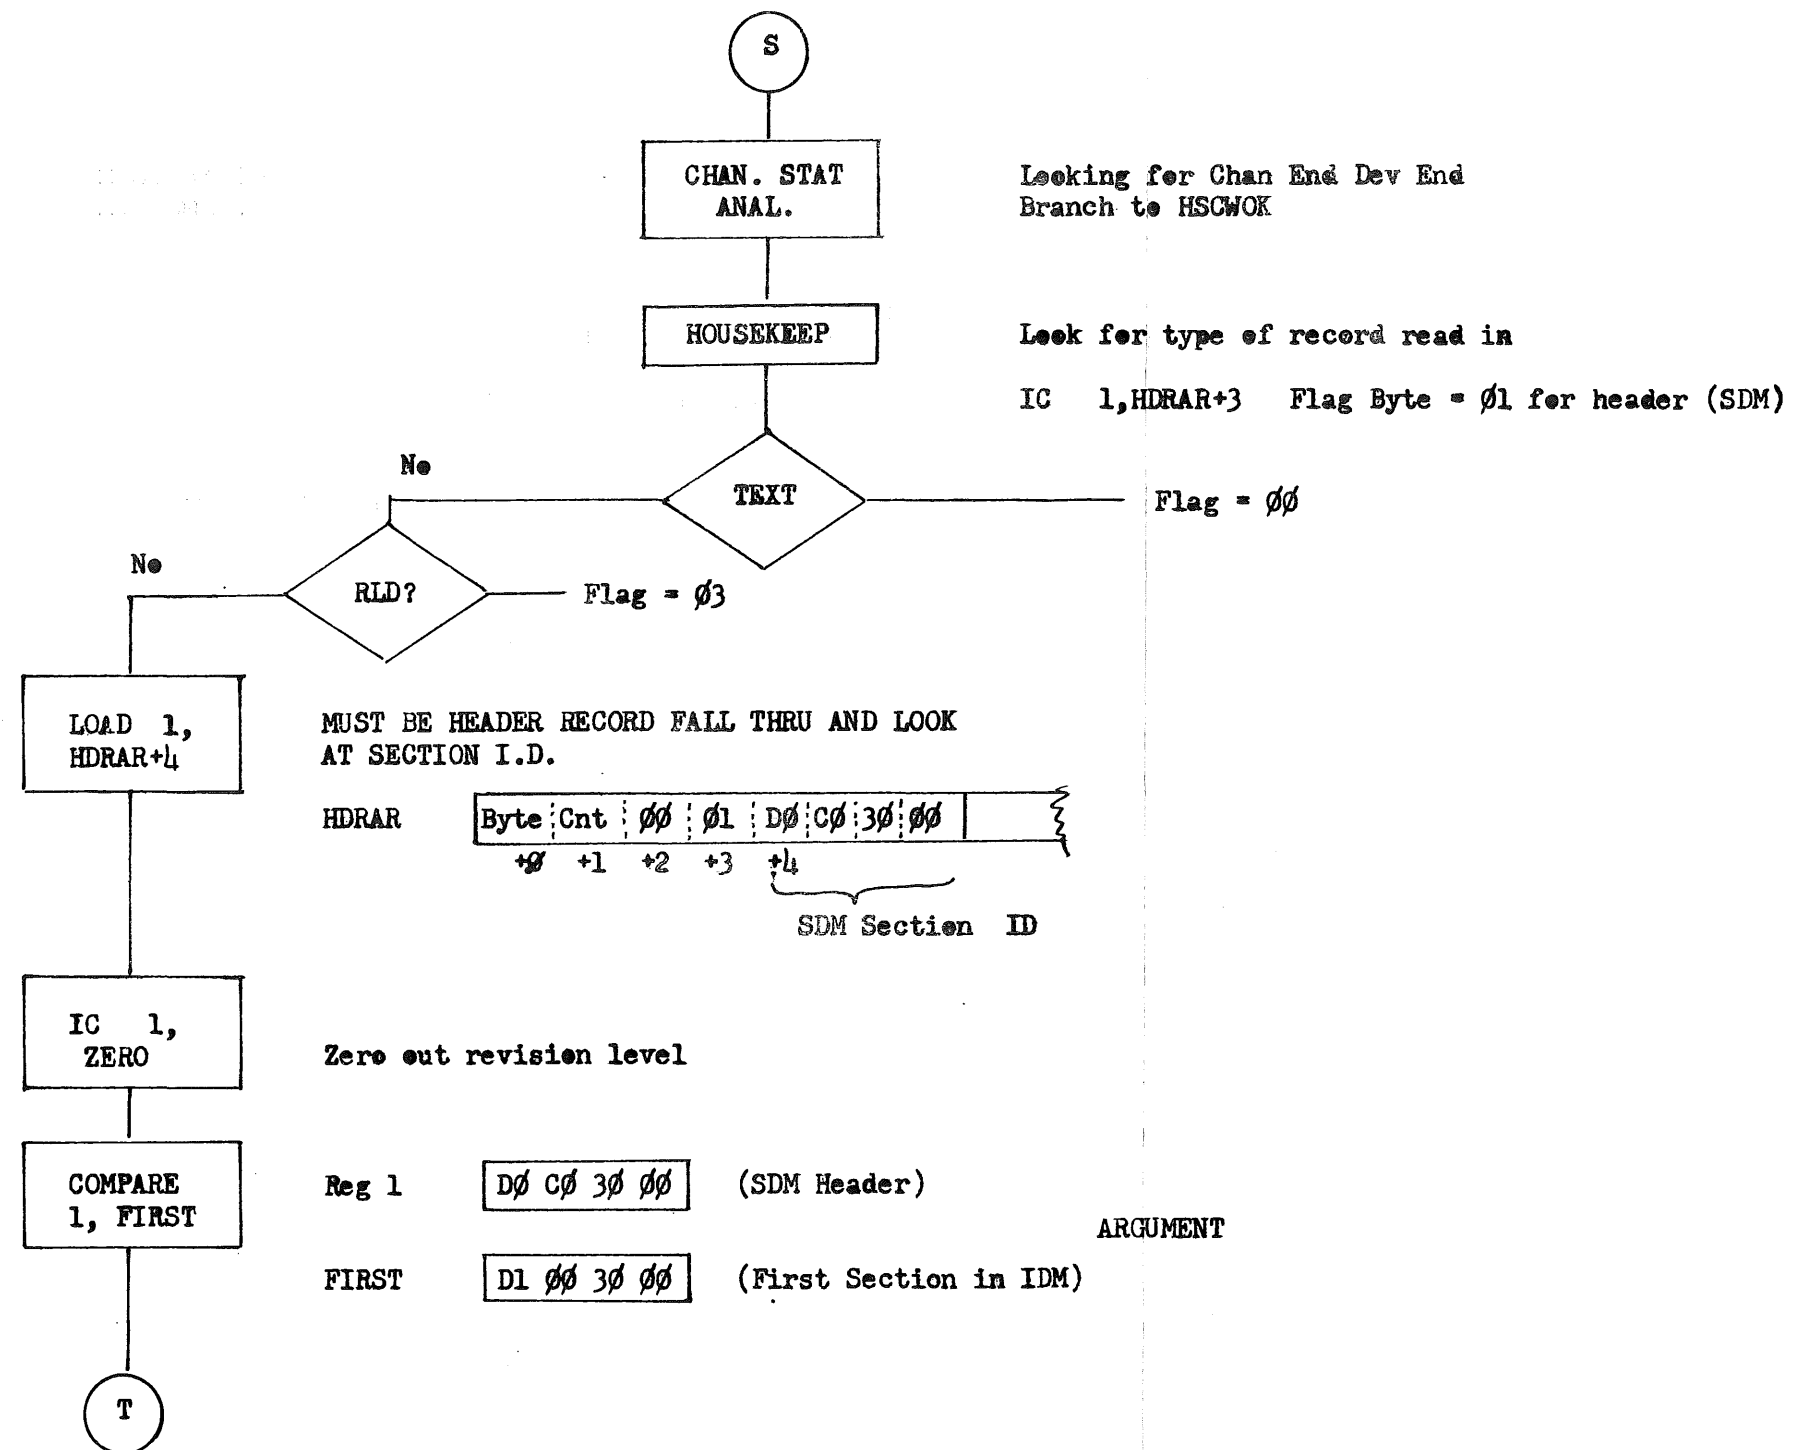 S
CHAN. STAT
ANAL.
Looking for Chan End Dev End
Branch to HSCWOK
HOUSEKEEP
Look for type of record read in
IC 1,HDRAR+3 Flag Byte = Ø1 for header (SDM)
No
TEXT
Flag = ØØ
No
RLD?
Flag = Ø3
LOAD 1,
HDRAR+4
MUST BE HEADER RECORD FALL THRU AND LOOK
AT SECTION I.D.
HDRAR Byte Cnt ØØ Ø1 DØ CØ 3Ø ØØ
+Ø +1 +2 +3 +4
SDM Section ID
IC 1,
ZERO
Zero out revision level
COMPARE
1, FIRST
Reg 1 DØ CØ 3Ø ØØ (SDM Header)
ARGUMENT
FIRST D1 ØØ 3Ø ØØ (First Section in IDM)
T